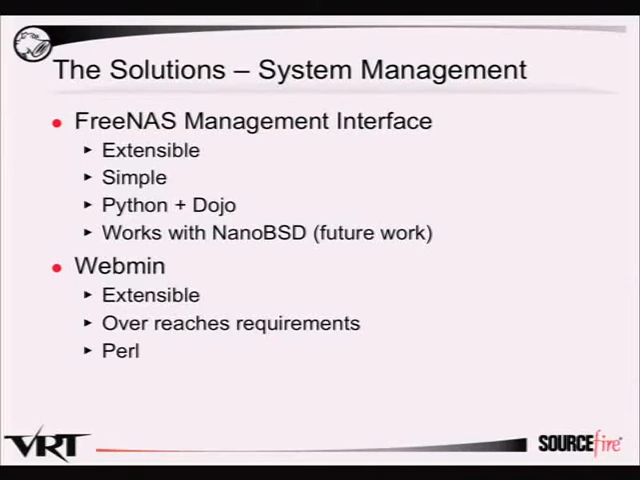 The Solutions – System Management
FreeNAS Management Interface
Extensible
Simple
Python + Dojo
Works with NanoBSD (future work)
Webmin
Extensible
Over reaches requirements
Perl
VRT
SOURCEfire